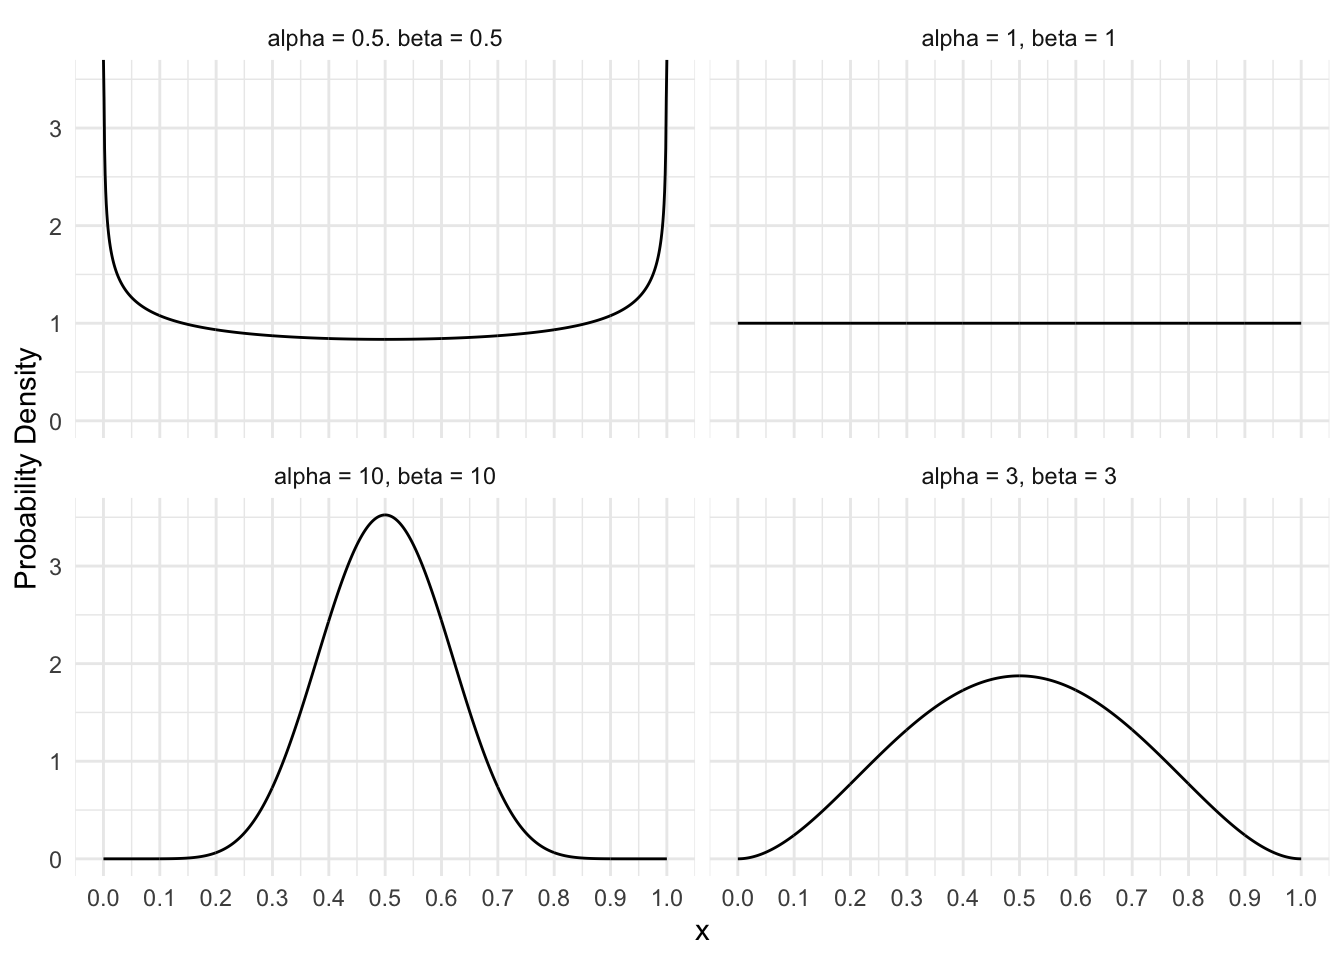 alpha = 0.5. beta = 0.5
alpha = 1, beta = 1
3
2
1
0
Probability Density
alpha = 10, beta = 10
alpha = 3, beta = 3
3
2
1
0
0.0 0.1 0.2 0.3 0.4 0.5 0.6 0.7 0.8 0.9 1.0
0.0 0.1 0.2 0.3 0.4 0.5 0.6 0.7 0.8 0.9 1.0
x